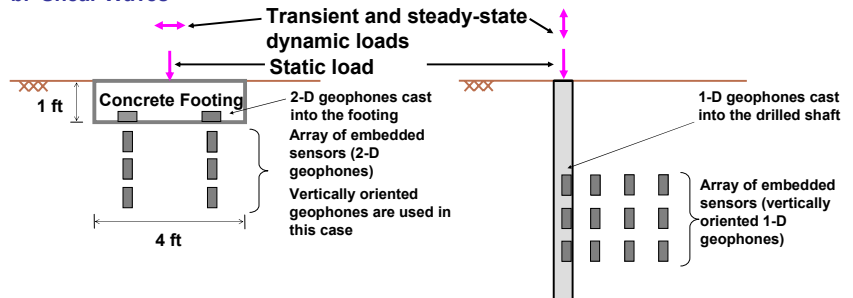 b. Shear Waves
Transient and steady-state
dynamic loads
Static load
1 ft
Concrete Footing
2-D geophones cast
into the footing
Array of embedded
sensors (2-D
geophones)
Vertically oriented
geophones are used in
this case
4 ft
1-D geophones cast
into the drilled shaft
Array of embedded
sensors (vertically
oriented 1-D
geophones)